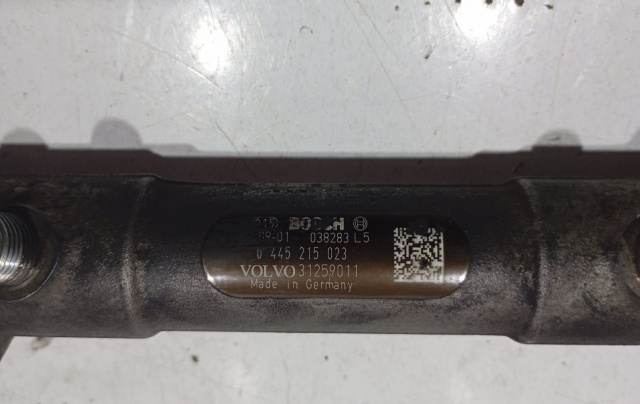 BOSCH
038283 L5
0 445 215 023
VOLVO 31259011
Made in Germany